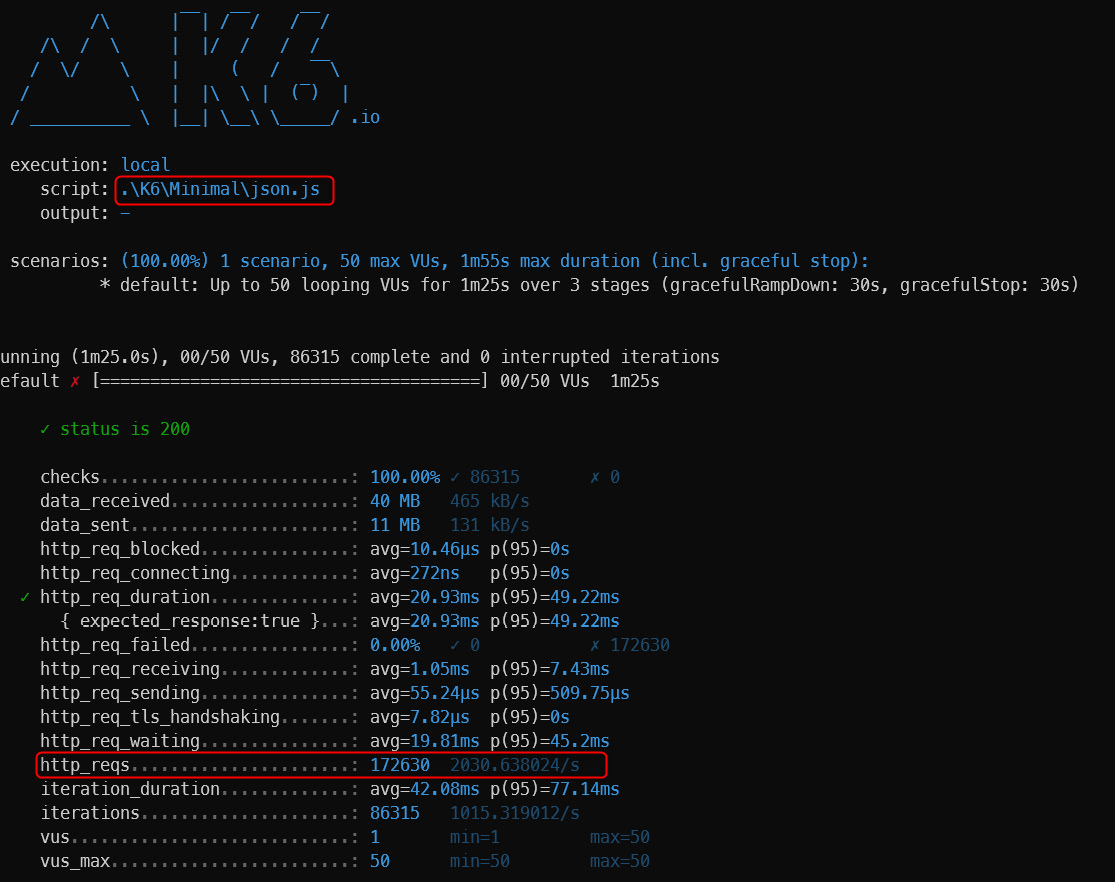 .io
execution: local
script: .\K6\Minimal\json.js
output: -
scenarios: (100.00%) 1 scenario, 50 max VUs, 1m55s max duration (incl. graceful stop):
* default: Up to 50 looping VUs for 1m25s over 3 stages (gracefulRampDown: 30s, gracefulStop: 30s)
unning (1m25.0s), 00/50 VUs, 86315 complete and 0 interrupted iterations
efault ✗ [======================================] 00/50 VUs 1m25s
✓ status is 200
checks.........................: 100.00% ✓ 86315 ✗ 0
data_received..................: 40 MB 465 kB/s
data_sent......................: 11 MB 131 kB/s
http_req_blocked...............: avg=10.46µs p(95)=0s
http_req_connecting............: avg=272ns p(95)=0s
✓ http_req_duration..............: avg=20.93ms p(95)=49.22ms
{ expected_response:true }...: avg=20.93ms p(95)=49.22ms
http_req_failed................: 0.00% ✓ 0 ✗ 172630
http_req_receiving.............: avg=1.05ms p(95)=7.43ms
http_req_sending...............: avg=55.24µs p(95)=509.75µs
http_req_tls_handshaking.......: avg=7.82µs p(95)=0s
http_req_waiting...............: avg=19.81ms p(95)=45.2ms
http_reqs......................: 172630 2030.638024/s
iteration_duration.............: avg=42.08ms p(95)=77.14ms
iterations.....................: 86315 1015.319012/s
vus............................: 1 min=1 max=50
vus_max........................: 50 min=50 max=50